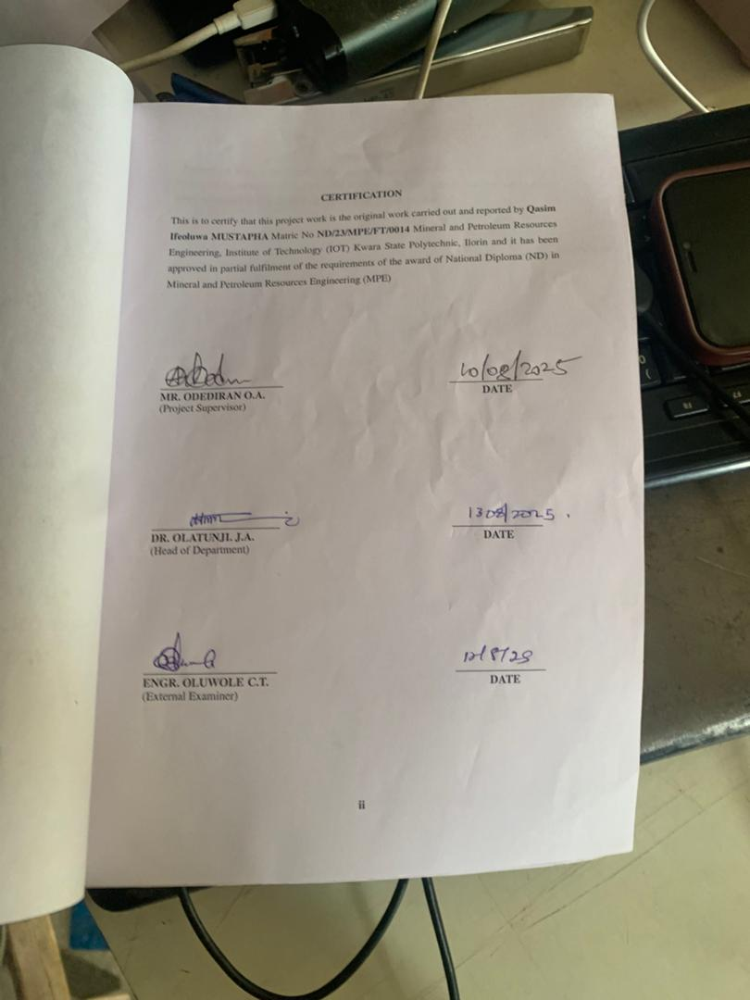 CERTIFICATION
This is to certify that this project work is the original work carried out and reported by Qasim
Ifeoluwa MUSTAPHA Matric No ND/23/MPE/FT/0014 Mineral and Petroleum Resources
Engineering, Institute of Technology (IOT) Kwara State Polytechnic, Ilorin and it has been
approved in partial fulfilment of the requirements of the award of National Diploma (ND) in
Mineral and Petroleum Resources Engineering (MPE)
10/08/2025
MR. ODEDIRAN O.A. DATE
(Project Supervisor)
13 08/2025.
DR. OLATUNJI. J.A. DATE
(Head of Department)
ENGR. OLUWOLE C.T. DATE
(External Examiner)
ii